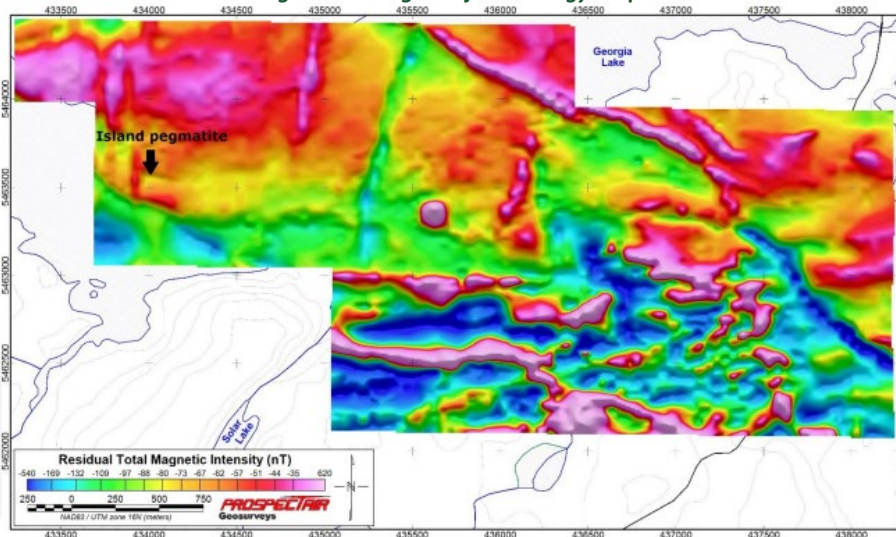 433500 434000 434500 435000 435500 436000 436500 437000 437500 438000
Georgia
Lake
5464000
Island pegmatite
5463500
5463000
5462500
Solar
Lake
5462000
Residual Total Magnetic Intensity (nT)
-540 -169 -132 -109 -97 -88 -80 -73 -67 -62 -57 -51 -44 -35 620
250 0 250 500 750
NAD83 / UTM zone 16N (meters)
PROSPECTAIR
Geosurveys
N
433500 434000 434500 435000 435500 436000 436500 437000 437500 438000